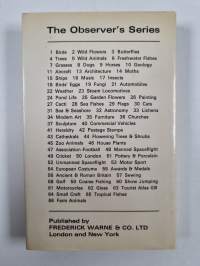 The Observer's Series
1 Birds 2 Wild Flowers 3 Butterflies
4 Trees 5 Wild Animals 6 Freshwater Fishes
7 Grasses 8 Dogs 9 Horses 10 Geology
11 Aircraft 13 Architecture 14 Moths
15 Ships 16 Music 17 Ferns
18 Birds' Eggs 19 Fungi 21 Automobiles
22 Weather 23 Steam Locomotives
24 Pond Life 25 Garden Flowers 26 Painting
27 Cacti 28 Sea Fishes 29 Flags 30 Cats
31 Sea & Seashore 32 Astronomy 33 Lichens
34 Modern Art 35 Furniture 36 Churches
37 Sculpture 40 Commercial Vehicles
41 Heraldry 42 Postage Stamps
43 Cathedrals 44 Flowering Trees & Shrubs
45 Zoo Animals 46 House Plants
47 Association Football 48 Manned Spaceflight
49 Cricket 50 London 51 Pottery & Porcelain
52 Unmanned Spaceflight 53 Motor Sport
54 European Costume 55 Awards & Medals
56 Ancient & Roman Britain 57 Sewing
58 Golf 59 Coarse Fishing 60 Show Jumping
61 Motorcycles 62 Glass 63 Tourist Atlas GB
64 Small Craft 65 Tropical Fishes
66 Farm Animals
Published by
FREDERICK WARNE & CO. LTD
London and New York